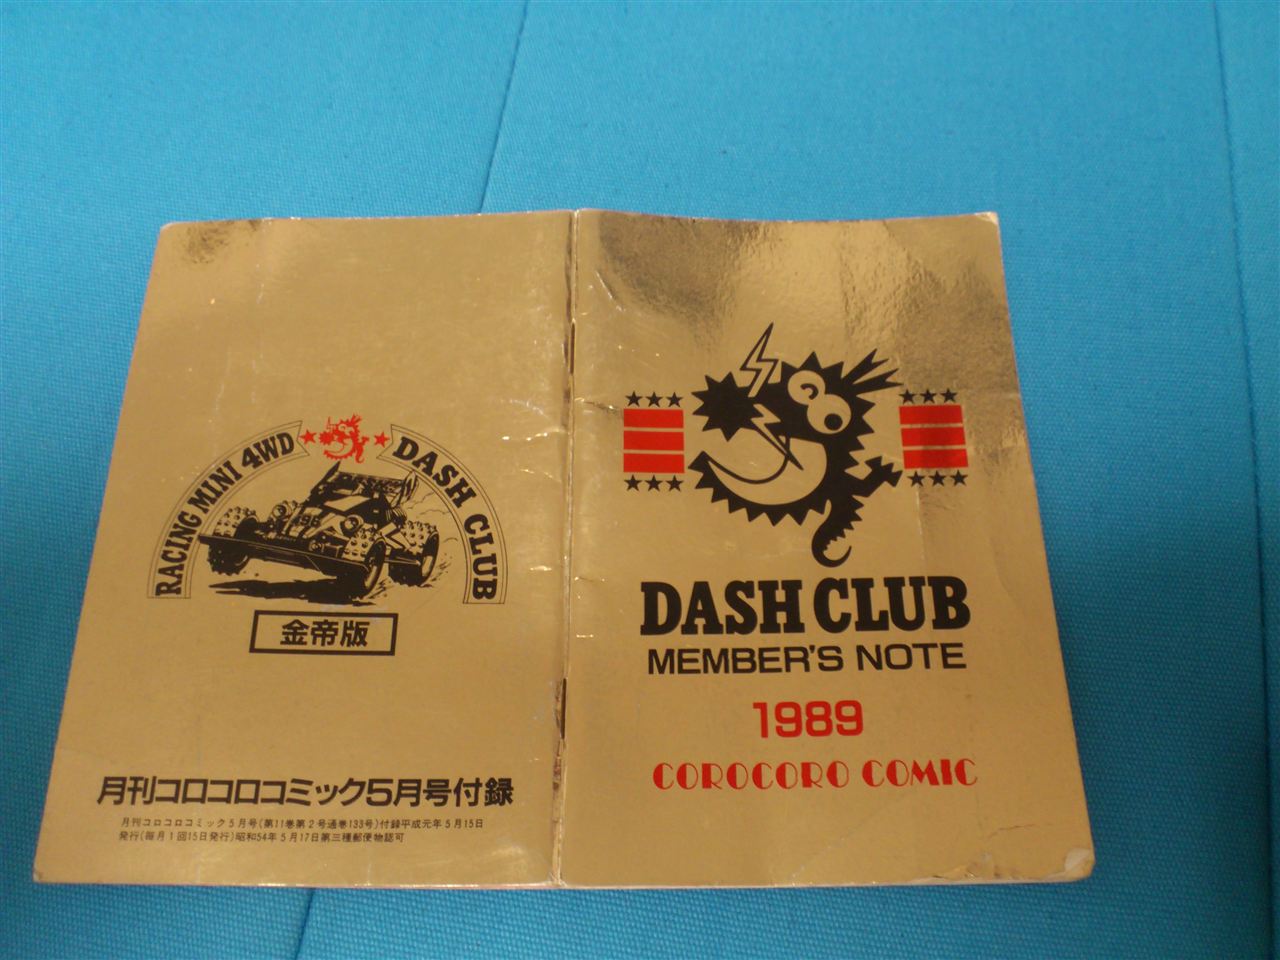 RACING MINI 4WD DASH CLUB
金帝版
月刊コロコロコミック5月号付録
月刊コロコロコミック5月号(第11巻第2号通巻133号)付録平成元年5月15日
発行(毎月1回15日発行)昭和54年5月17日第三種郵便物認可
DASH CLUB
MEMBER'S NOTE
1989
COROCORO COMIC